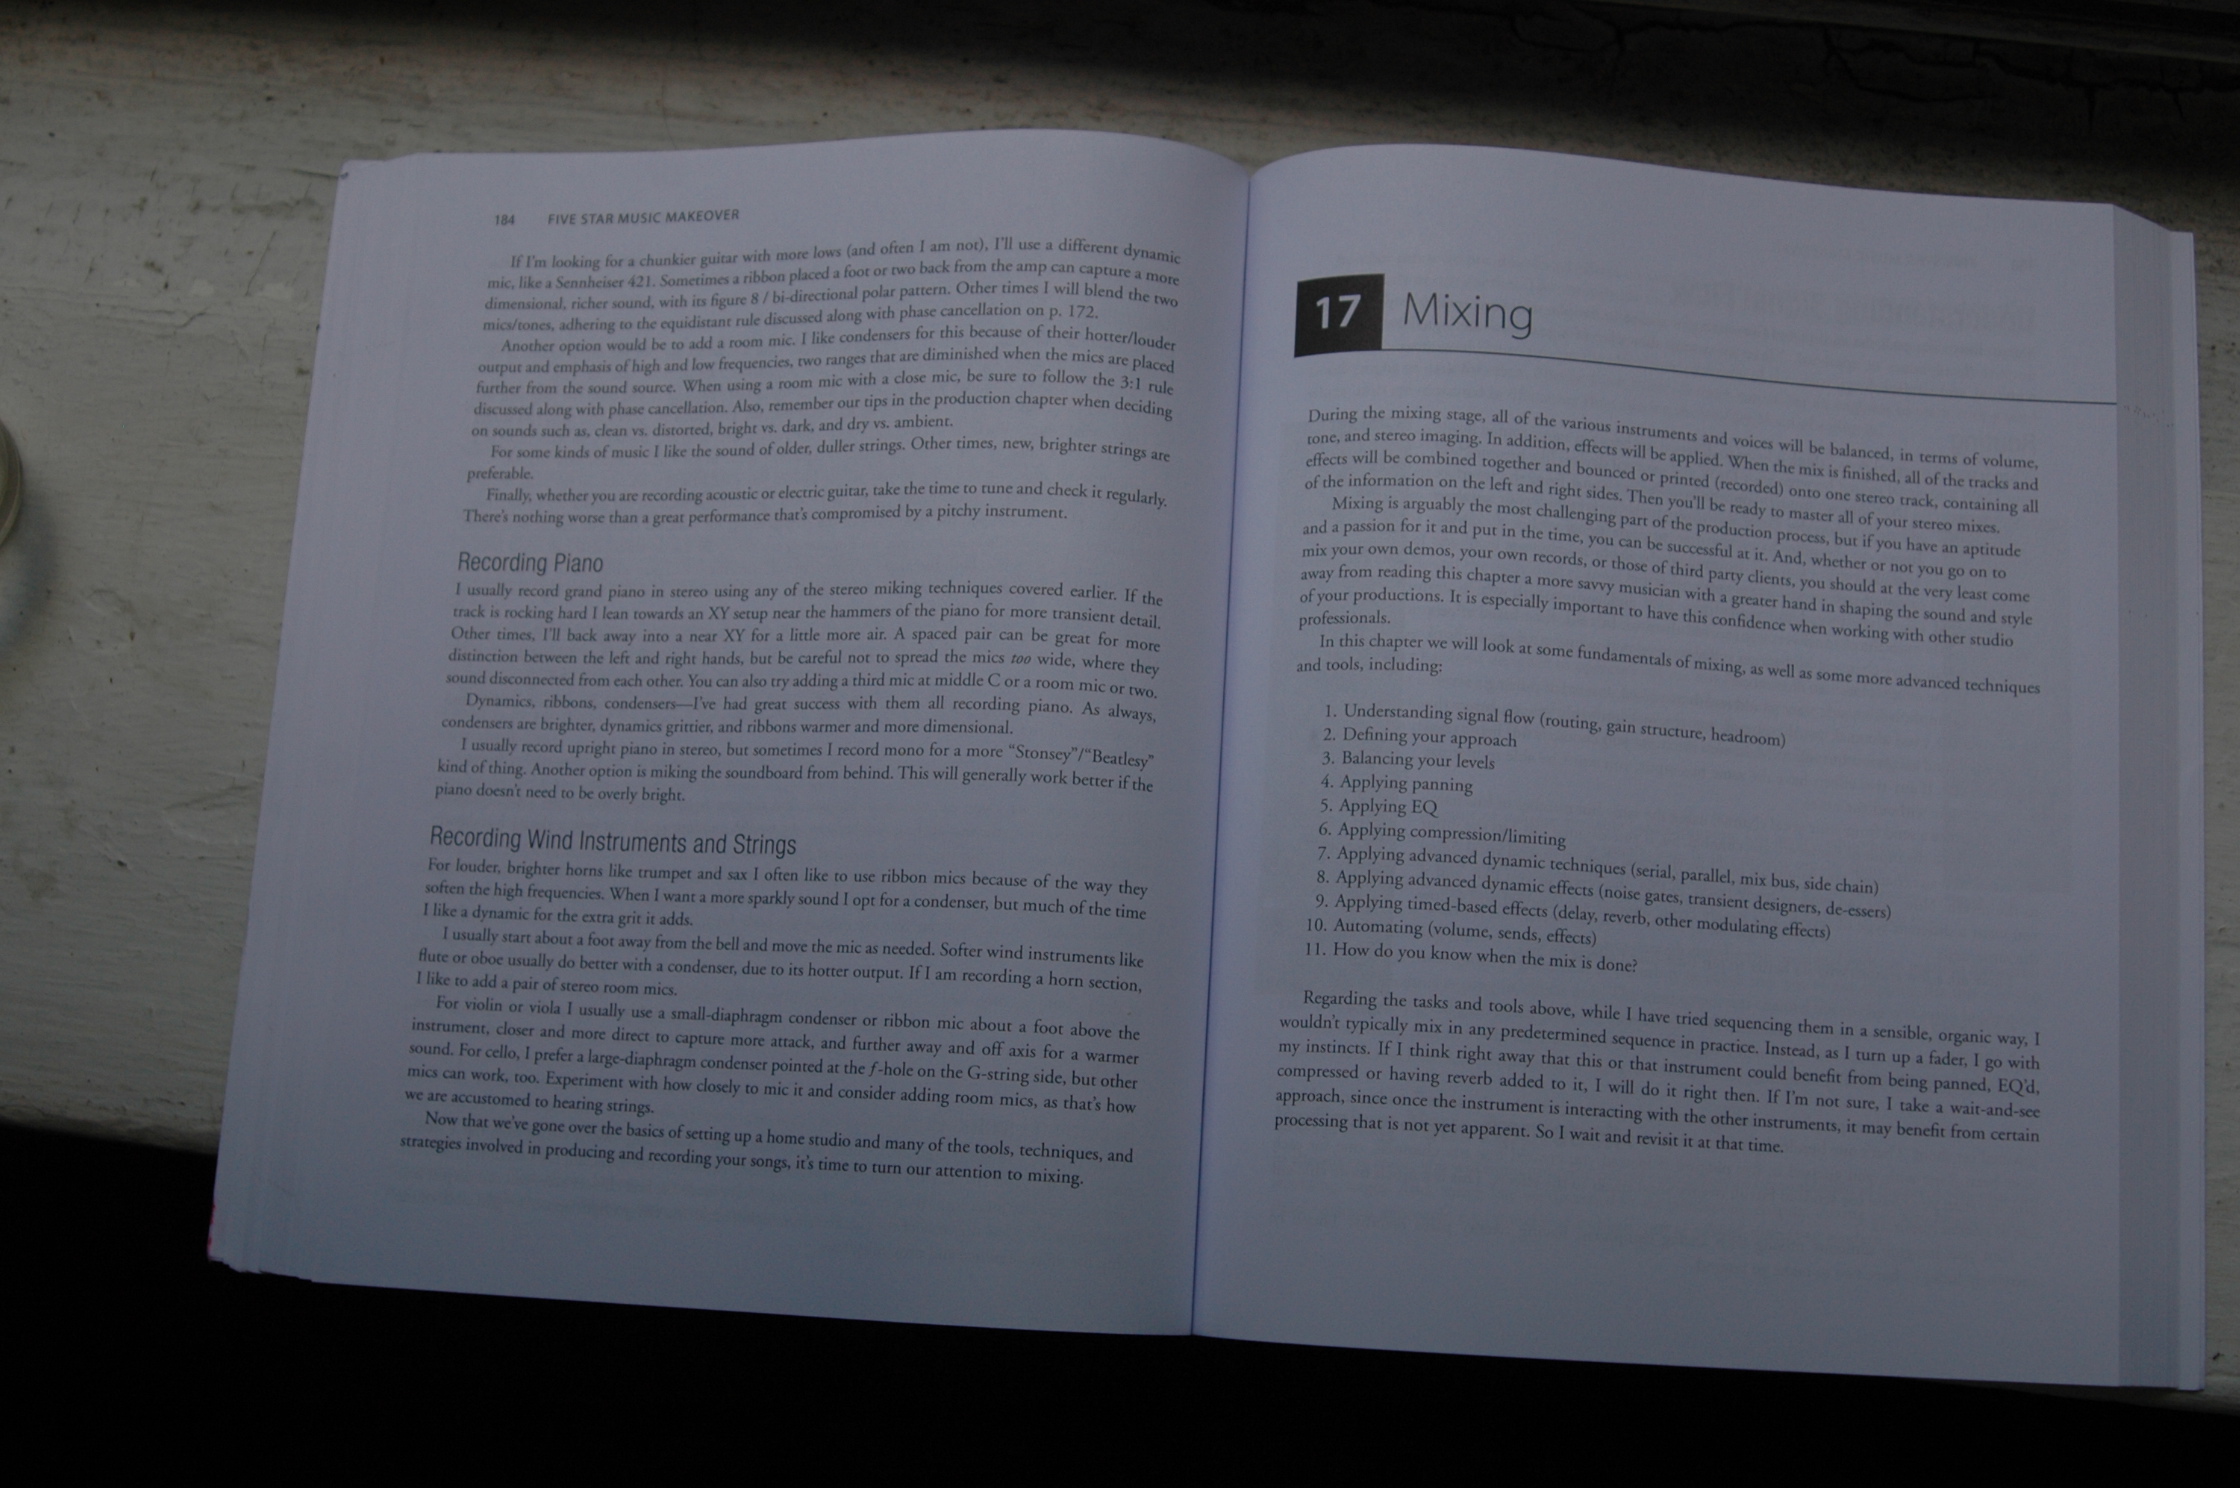 184 FIVE STAR MUSIC MAKEOVER
If I'm looking for a chunkier guitar with more lows (and often I am not), I'll use a different dynamic
mic, like a Sennheiser 421. Sometimes a ribbon placed a foot or two back from the amp can capture a more
dimensional, richer sound, with its figure 8 / bi-directional polar pattern. Other times I will blend the two
mics/tones, adhering to the equidistant rule discussed along with phase cancellation on p. 172.
Another option would be to add a room mic. I like condensers for this because of their hotter/louder
output and emphasis of high and low frequencies, two ranges that are diminished when the mics are placed
further from the sound source. When using a room mic with a close mic, be sure to follow the 3:1 rule
discussed along with phase cancellation. Also, remember our tips in the production chapter when deciding
on sounds such as, clean vs. distorted, bright vs. dark, and dry vs. ambient.
For some kinds of music I like the sound of older, duller strings. Other times, new, brighter strings are
preferable.
Finally, whether you are recording acoustic or electric guitar, take the time to tune and check it regularly.
There's nothing worse than a great performance that's compromised by a pitchy instrument.
Recording Piano
I usually record grand piano in stereo using any of the stereo miking techniques covered earlier. If the
track is rocking hard I lean towards an XY setup near the hammers of the piano for more transient detail.
Other times, I'll back away into a near XY for a little more air. A spaced pair can be great for more
distinction between the left and right hands, but be careful not to spread the mics too wide, where they
sound disconnected from each other. You can also try adding a third mic at middle C or a room mic or two.
Dynamics, ribbons, condensers—I've had great success with them all recording piano. As always,
condensers are brighter, dynamics grittier, and ribbons warmer and more dimensional.
I usually record upright piano in stereo, but sometimes I record mono for a more “Stonsey”/“Beatlesy”
kind of thing. Another option is miking the soundboard from behind. This will generally work better if the
piano doesn't need to be overly bright.
Recording Wind Instruments and Strings
For louder, brighter horns like trumpet and sax I often like to use ribbon mics because of the way they
soften the high frequencies. When I want a more sparkly sound I opt for a condenser, but much of the time
I like a dynamic for the extra grit it adds.
I usually start about a foot away from the bell and move the mic as needed. Softer wind instruments like
flute or oboe usually do better with a condenser, due to its hotter output. If I am recording a horn section,
I like to add a pair of stereo room mics.
For violin or viola I usually use a small-diaphragm condenser or ribbon mic about a foot above the
instrument, closer and more direct to capture more attack, and further away and off axis for a warmer
sound. For cello, I prefer a large-diaphragm condenser pointed at the f-hole on the G-string side, but other
mics can work, too. Experiment with how closely to mic it and consider adding room mics, as that's how
we are accustomed to hearing strings.
Now that we've gone over the basics of setting up a home studio and many of the tools, techniques, and
strategies involved in producing and recording your songs, it's time to turn our attention to mixing.
17 Mixing
During the mixing stage, all of the various instruments and voices will be balanced, in terms of volume,
tone, and stereo imaging. In addition, effects will be applied. When the mix is finished, all of the tracks and
effects will be combined together and bounced or printed (recorded) onto one stereo track, containing all
of the information on the left and right sides. Then you'll be ready to master all of your stereo mixes.
Mixing is arguably the most challenging part of the production process, but if you have an aptitude
and a passion for it and put in the time, you can be successful at it. And, whether or not you go on to
mix your own demos, your own records, or those of third party clients, you should at the very least come
away from reading this chapter a more savvy musician with a greater hand in shaping the sound and style
of your productions. It is especially important to have this confidence when working with other studio
professionals.
In this chapter we will look at some fundamentals of mixing, as well as some more advanced techniques
and tools, including:
1. Understanding signal flow (routing, gain structure, headroom)
2. Defining your approach
3. Balancing your levels
4. Applying panning
5. Applying EQ
6. Applying compression/limiting
7. Applying advanced dynamic techniques (serial, parallel, mix bus, side chain)
8. Applying advanced dynamic effects (noise gates, transient designers, de-essers)
9. Applying timed-based effects (delay, reverb, other modulating effects)
10. Automating (volume, sends, effects)
11. How do you know when the mix is done?
Regarding the tasks and tools above, while I have tried sequencing them in a sensible, organic way, I
wouldn't typically mix in any predetermined sequence in practice. Instead, as I turn up a fader, I go with
my instincts. If I think right away that this or that instrument could benefit from being panned, EQ'd,
compressed or having reverb added to it, I will do it right then. If I'm not sure, I take a wait-and-see
approach, since once the instrument is interacting with the other instruments, it may benefit from certain
processing that is not yet apparent. So I wait and revisit it at that time.